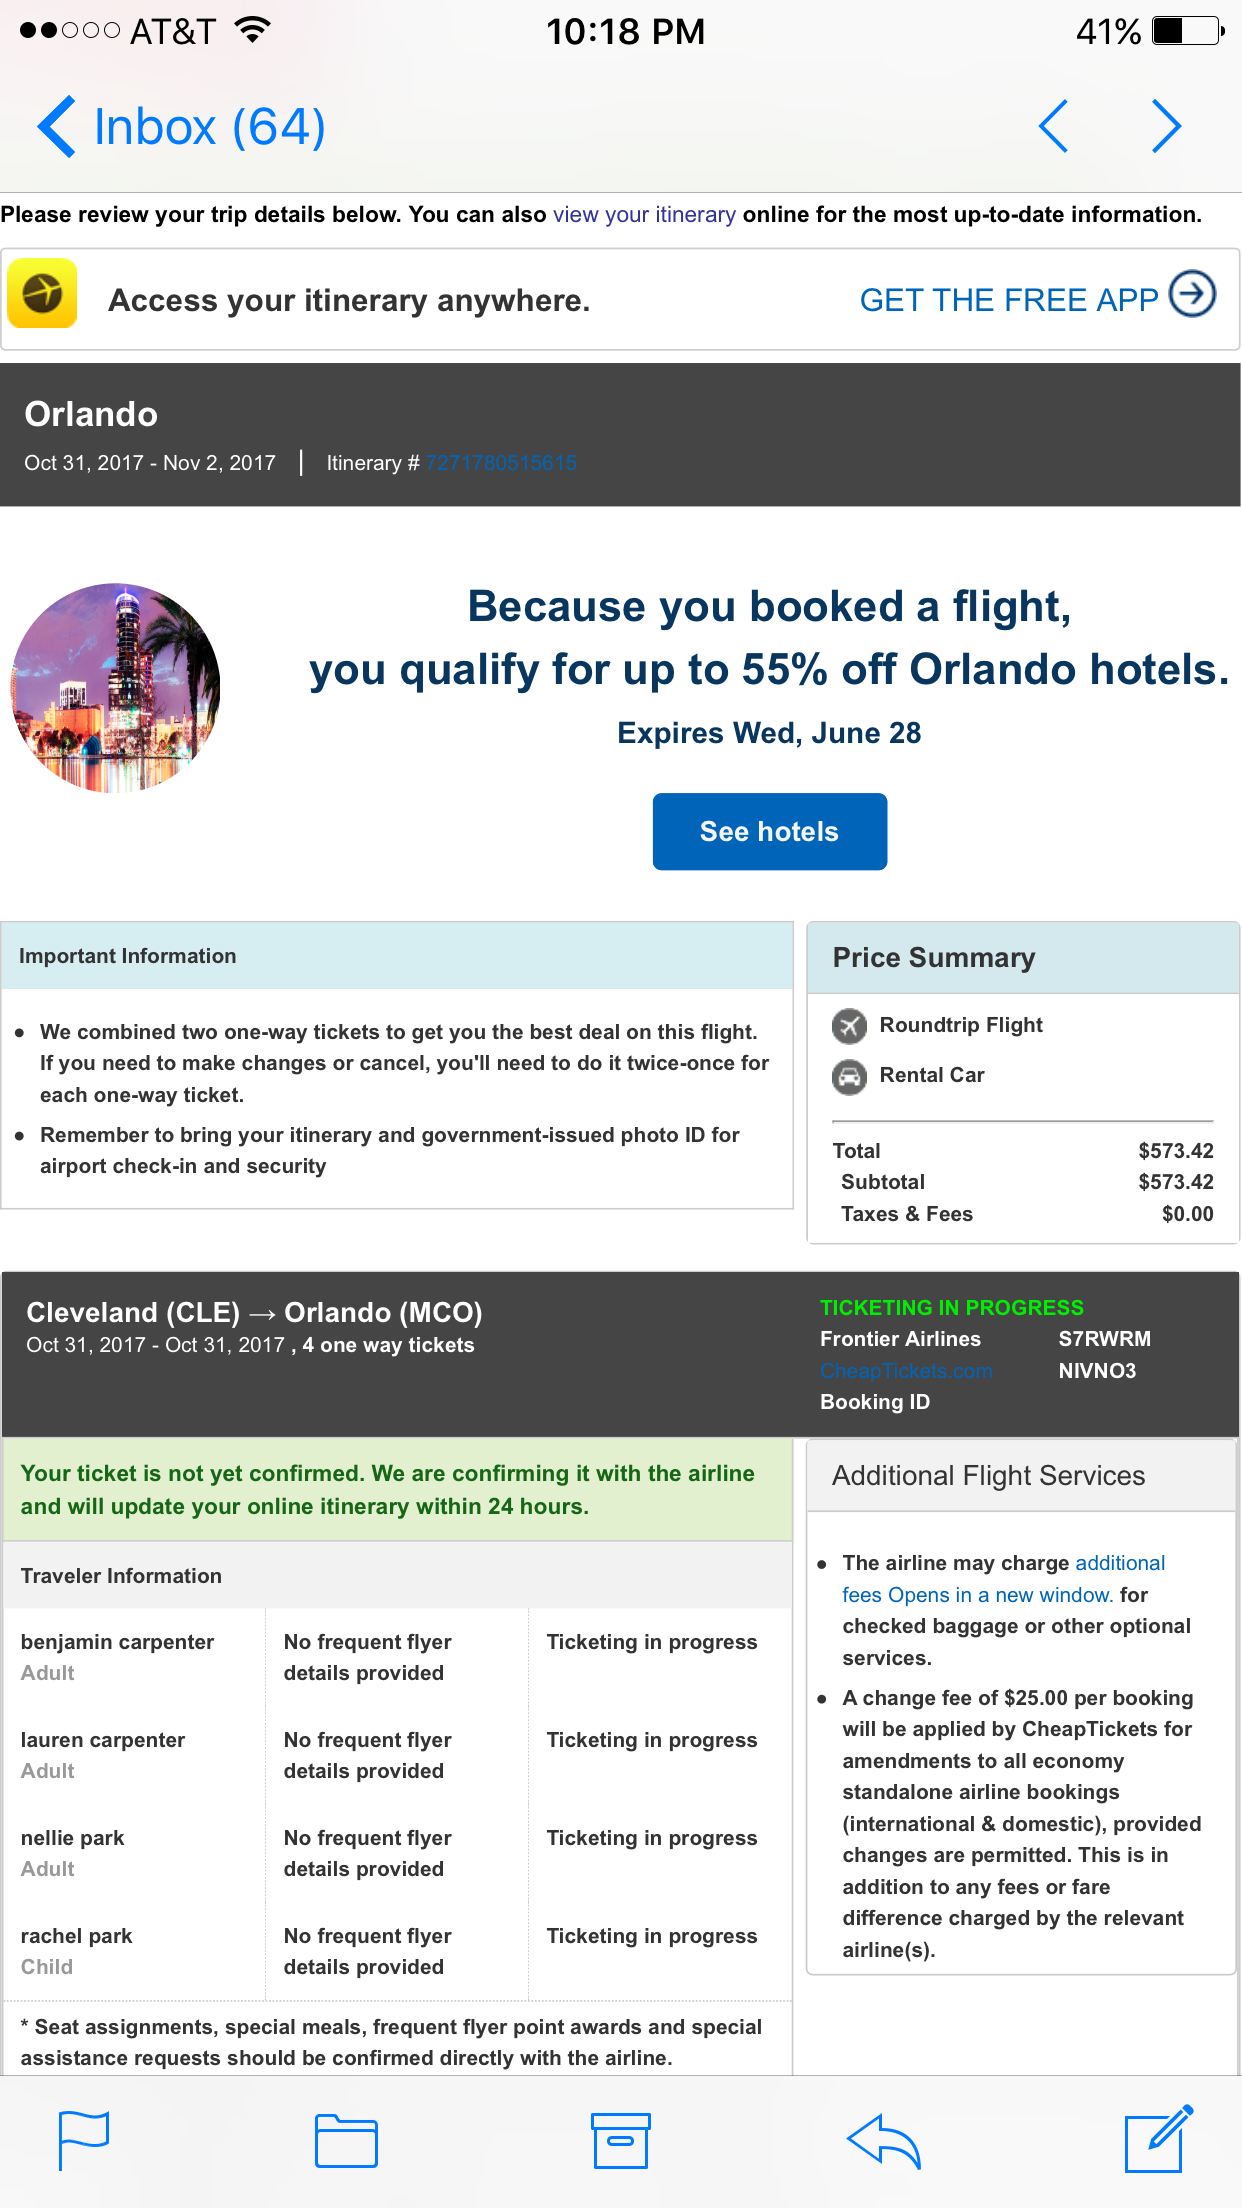 AT&T 10:18 PM 41%
Inbox (64)
Please review your trip details below. You can also view your itinerary online for the most up-to-date information.
Access your itinerary anywhere. GET THE FREE APP
Orlando
Oct 31, 2017 - Nov 2, 2017 | Itinerary # 7271780515615
Because you booked a flight,
you qualify for up to 55% off Orlando hotels.
Expires Wed, June 28
See hotels
Important Information
• We combined two one-way tickets to get you the best deal on this flight.
If you need to make changes or cancel, you'll need to do it twice-once for
each one-way ticket.
• Remember to bring your itinerary and government-issued photo ID for
airport check-in and security
Price Summary
Roundtrip Flight
Rental Car
Total $573.42
Subtotal $573.42
Taxes & Fees $0.00
Cleveland (CLE) → Orlando (MCO)
Oct 31, 2017 - Oct 31, 2017 , 4 one way tickets
TICKETING IN PROGRESS
Frontier Airlines S7RWRM
CheapTickets.com NIVNO3
Booking ID
Your ticket is not yet confirmed. We are confirming it with the airline
and will update your online itinerary within 24 hours.
Traveler Information
benjamin carpenter No frequent flyer Ticketing in progress
Adult details provided
lauren carpenter No frequent flyer Ticketing in progress
Adult details provided
nellie park No frequent flyer Ticketing in progress
Adult details provided
rachel park No frequent flyer Ticketing in progress
Child details provided
* Seat assignments, special meals, frequent flyer point awards and special
assistance requests should be confirmed directly with the airline.
Additional Flight Services
• The airline may charge additional
fees Opens in a new window. for
checked baggage or other optional
services.
• A change fee of $25.00 per booking
will be applied by CheapTickets for
amendments to all economy
standalone airline bookings
(international & domestic), provided
changes are permitted. This is in
addition to any fees or fare
difference charged by the relevant
airline(s).